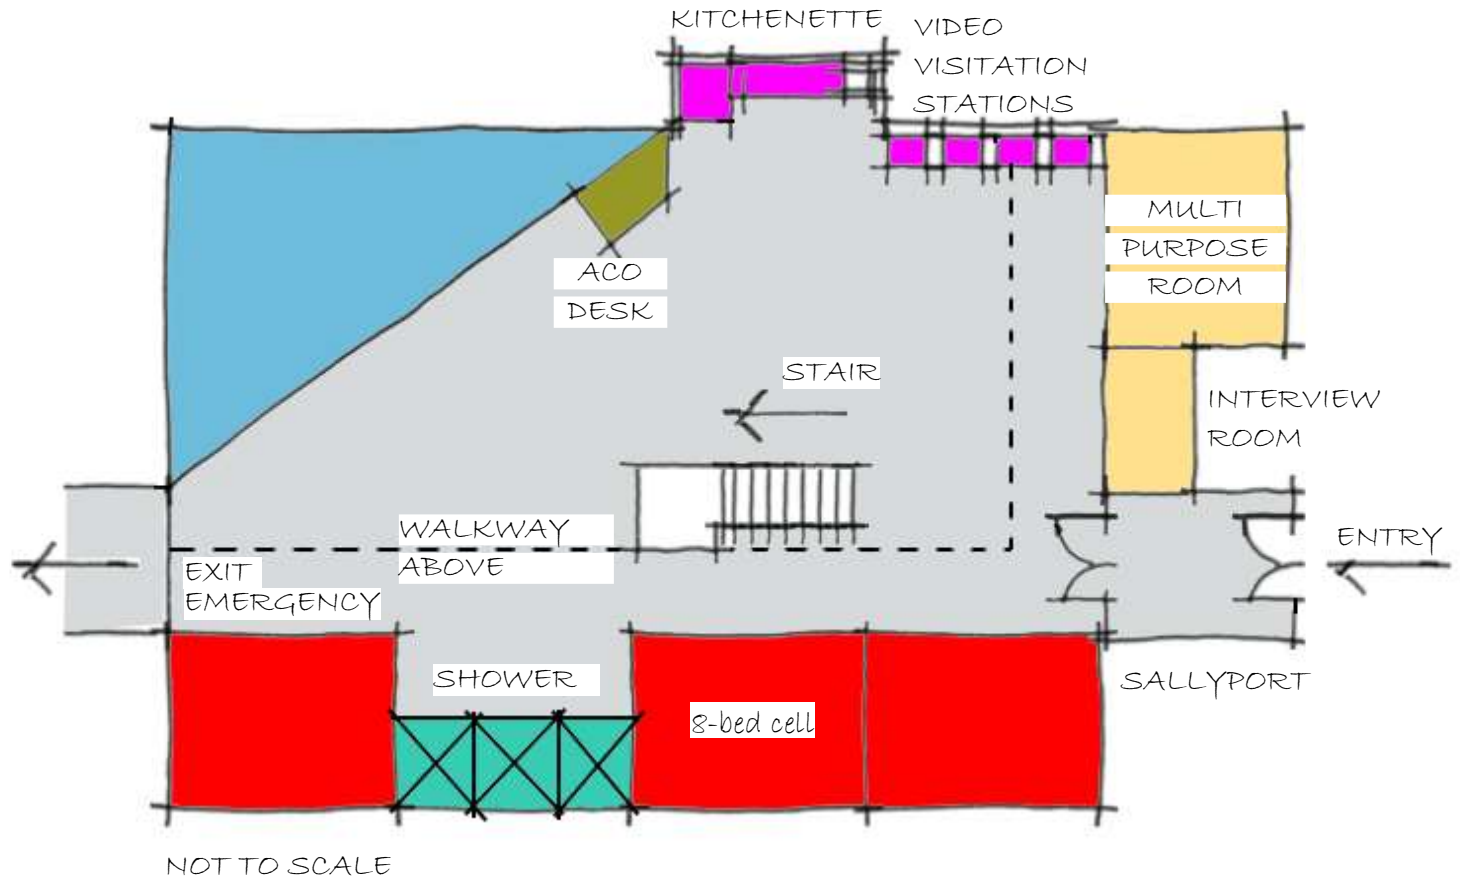 KITCHENETTE
VIDEO
VISITATION
STATIONS
MULTI
PURPOSE
ROOM
ACO
DESK
STAIR
INTERVIEW
ROOM
WALKWAY
ABOVE
ENTRY
EXIT
EMERGENCY
SHOWER
SALLYPORT
8-bed cell
NOT TO SCALE